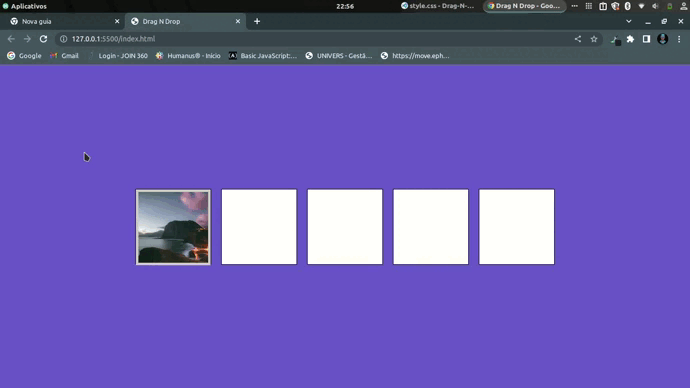 Aplicativos 22:56 style.css - Drag-N-... Drag N Drop - Goo...
Nova guia Drag N Drop
127.0.0.1:5500/index.html
Google Gmail Login - JOIN 360 Humanus® - Início Basic JavaScript:... UNIVERS - Gestã... https://move.eph...